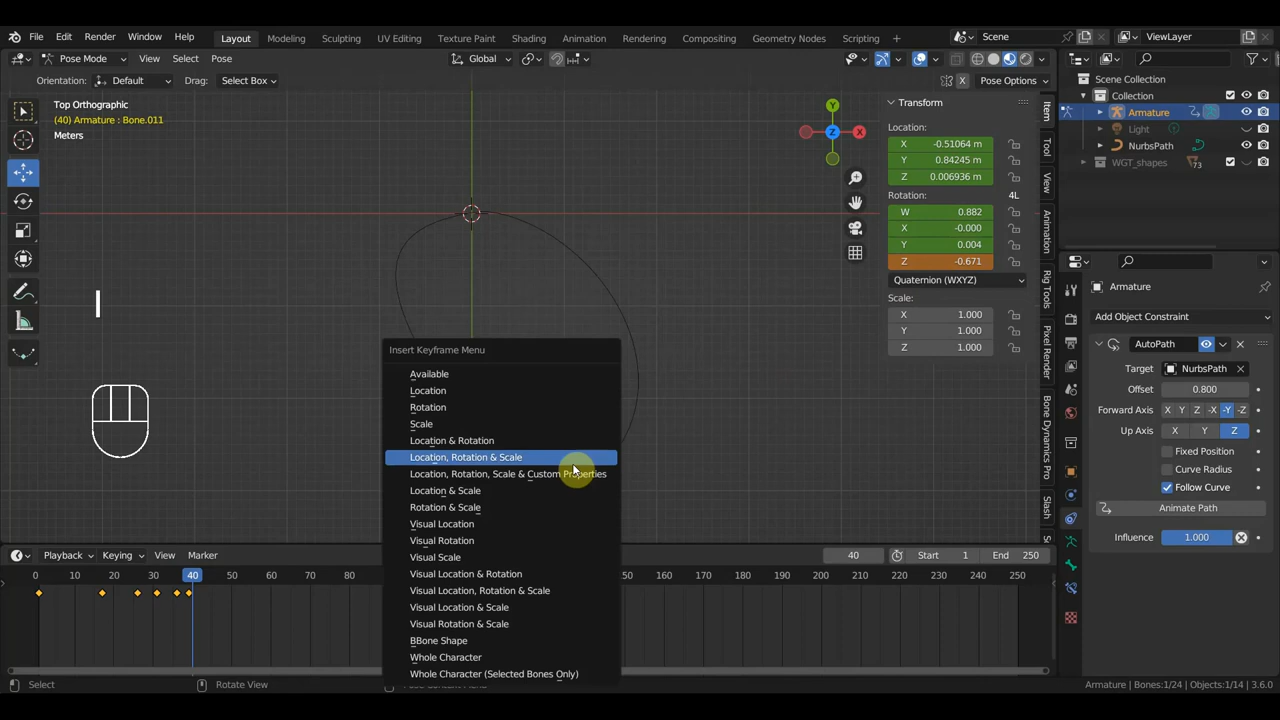 File Edit Render Window Help Layout Modeling Sculpting UV Editing Texture Paint Shading Animation Rendering Compositing Geometry Nodes Scripting + Scene ViewLayer
Pose Mode View Select Pose Global
Orientation: Default Drag: Select Box X Pose Options
Top Orthographic
(40) Armature : Bone.011
Meters
Z X Y
Transform
Location:
X -0.51064 m
Y 0.84245 m
Z 0.006936 m
Rotation: 4L
W 0.882
X -0.000
Y 0.004
Z -0.671
Quaternion (WXYZ)
Scale:
X 1.000
Y 1.000
Z 1.000
Item
Tool
View
Animation
Rig Tools
Pixel Render
Bone Dynamics Pro
Slash
Scene Collection
Collection
Armature
Light
NurbsPath
WGT_shapes 73
Armature
Add Object Constraint
AutoPath
Target NurbsPath
Offset 0.800
Forward Axis X Y Z -X -Y -Z
Up Axis X Y Z
Fixed Position
Curve Radius
Follow Curve
Animate Path
Influence 1.000
I
Insert Keyframe Menu
Available
Location
Rotation
Scale
Location & Rotation
Location, Rotation & Scale
Location, Rotation, Scale & Custom Properties
Location & Scale
Rotation & Scale
Visual Location
Visual Rotation
Visual Scale
Visual Location & Rotation
Visual Location, Rotation & Scale
Visual Location & Scale
Visual Rotation & Scale
BBone Shape
Whole Character
Whole Character (Selected Bones Only)
Playback Keying View Marker 40 Start 1 End 250
0 10 20 30 40 50 60 70 80 150 160 170 180 190 200 210 220 230 240 250
Select Rotate View Armature | Bones:1/24 | Objects:1/14 | 3.6.0